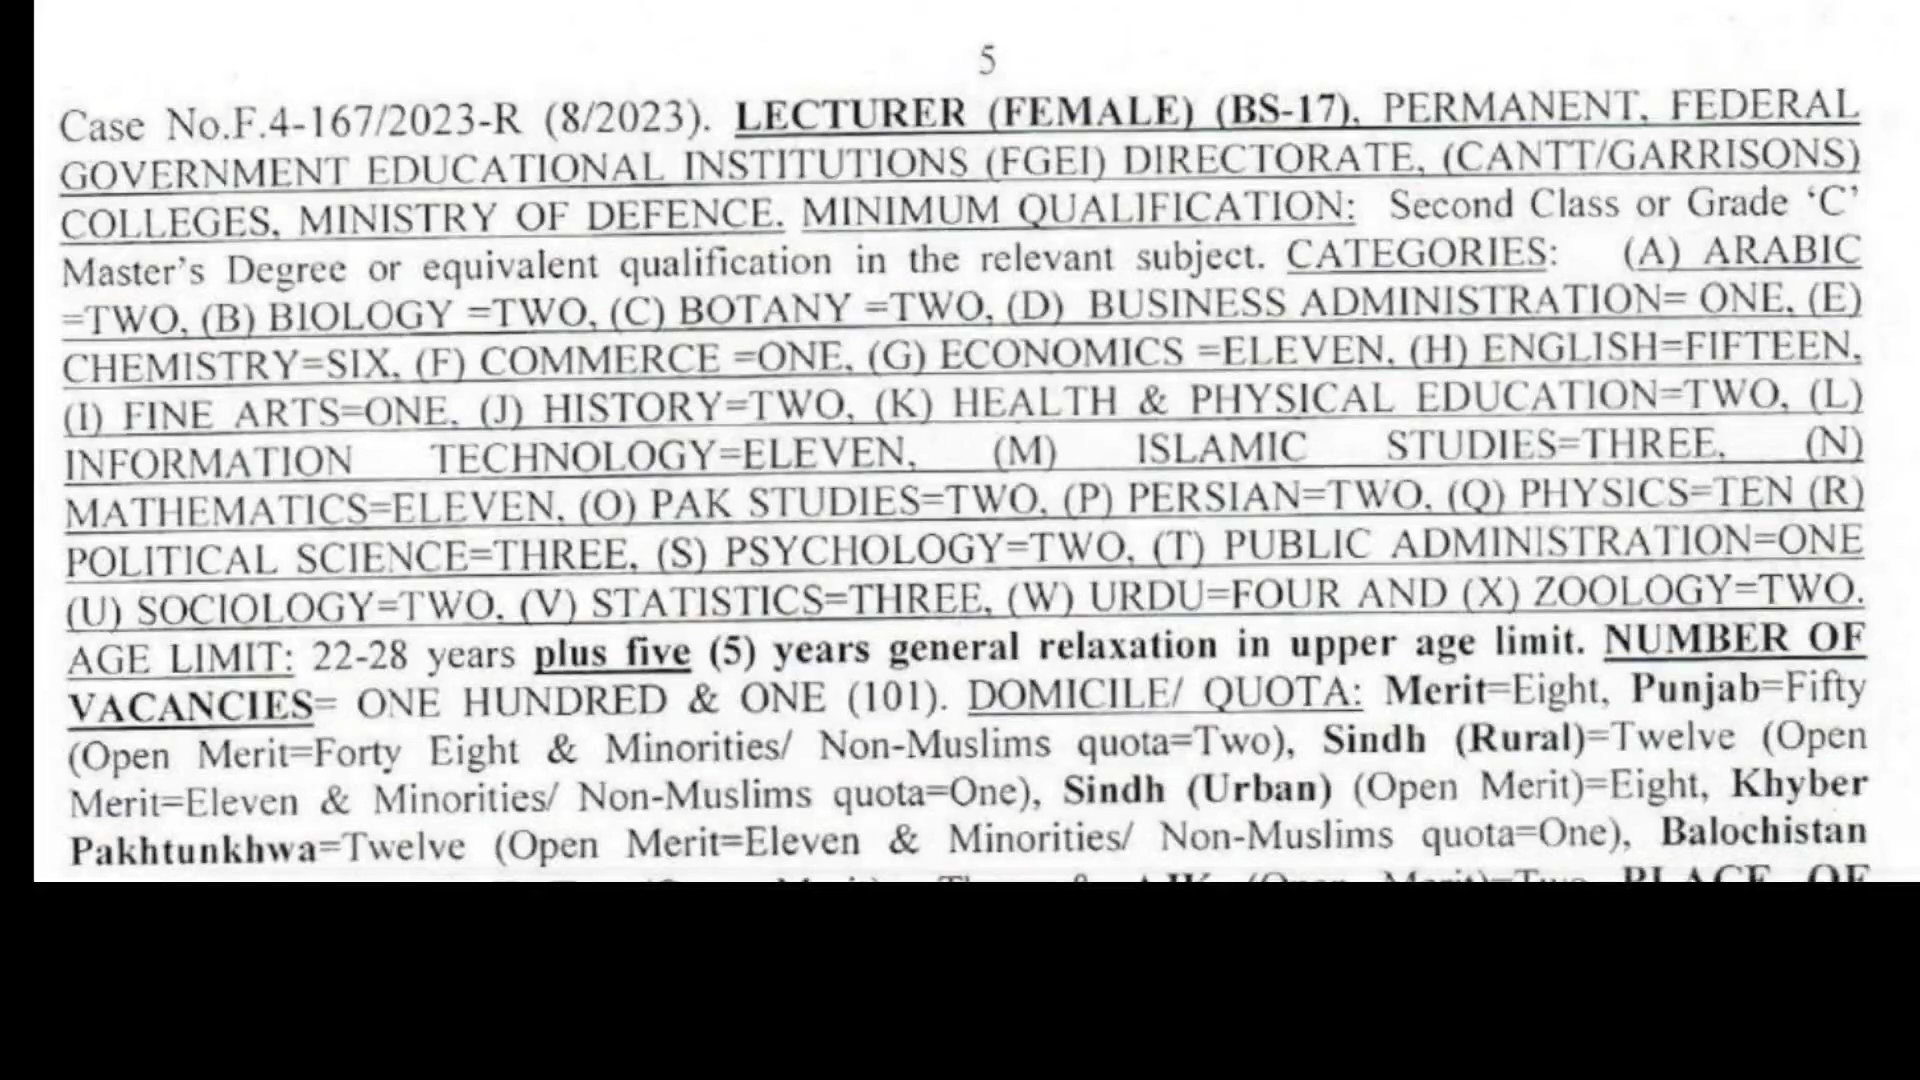 5
Case No.F.4-167/2023-R (8/2023). LECTURER (FEMALE) (BS-17), PERMANENT, FEDERAL
GOVERNMENT EDUCATIONAL INSTITUTIONS (FGEI) DIRECTORATE, (CANTT/GARRISONS)
COLLEGES, MINISTRY OF DEFENCE. MINIMUM QUALIFICATION: Second Class or Grade ‘C’
Master’s Degree or equivalent qualification in the relevant subject. CATEGORIES: (A) ARABIC
=TWO, (B) BIOLOGY =TWO, (C) BOTANY =TWO, (D) BUSINESS ADMINISTRATION= ONE, (E)
CHEMISTRY=SIX, (F) COMMERCE =ONE, (G) ECONOMICS =ELEVEN, (H) ENGLISH=FIFTEEN,
(I) FINE ARTS=ONE, (J) HISTORY=TWO, (K) HEALTH & PHYSICAL EDUCATION=TWO, (L)
INFORMATION TECHNOLOGY=ELEVEN, (M) ISLAMIC STUDIES=THREE, (N)
MATHEMATICS=ELEVEN, (O) PAK STUDIES=TWO, (P) PERSIAN=TWO, (Q) PHYSICS=TEN (R)
POLITICAL SCIENCE=THREE, (S) PSYCHOLOGY=TWO, (T) PUBLIC ADMINISTRATION=ONE
(U) SOCIOLOGY=TWO, (V) STATISTICS=THREE, (W) URDU=FOUR AND (X) ZOOLOGY=TWO.
AGE LIMIT: 22-28 years plus five (5) years general relaxation in upper age limit. NUMBER OF
VACANCIES= ONE HUNDRED & ONE (101). DOMICILE/ QUOTA: Merit=Eight, Punjab=Fifty
(Open Merit=Forty Eight & Minorities/ Non-Muslims quota=Two), Sindh (Rural)=Twelve (Open
Merit=Eleven & Minorities/ Non-Muslims quota=One), Sindh (Urban) (Open Merit)=Eight, Khyber
Pakhtunkhwa=Twelve (Open Merit=Eleven & Minorities/ Non-Muslims quota=One), Balochistan
PLACE OF